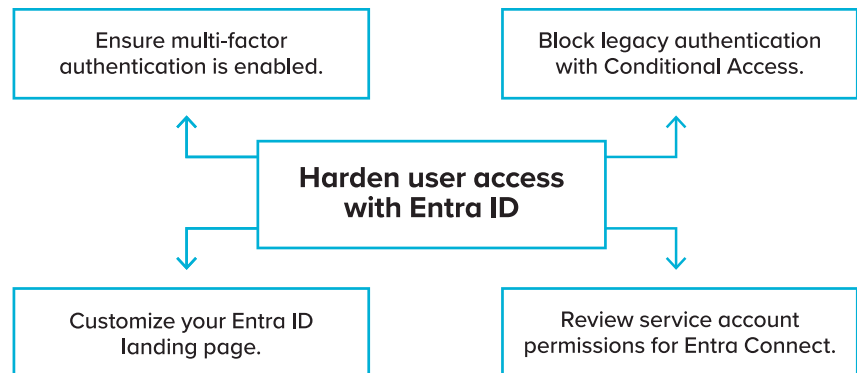 Ensure multi-factor
authentication is enabled.
Block legacy authentication
with Conditional Access.
Harden user access
with Entra ID
Customize your Entra ID
landing page.
Review service account
permissions for Entra Connect.